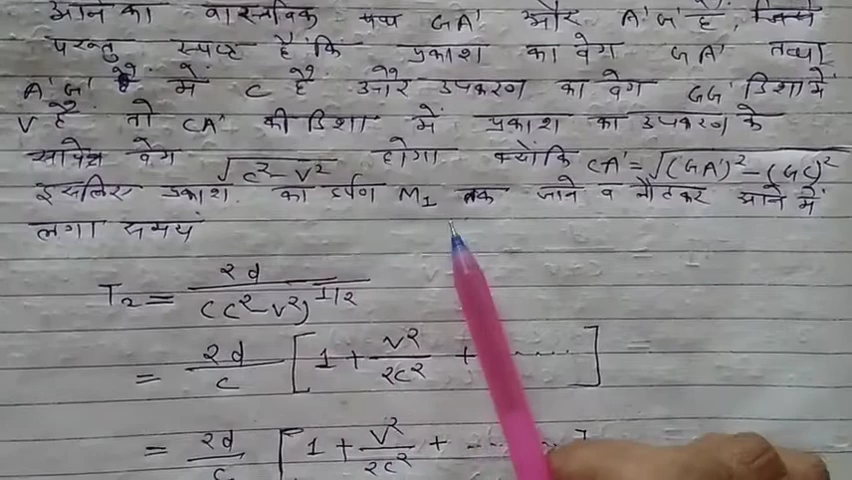 आने का वास्तविक पथ GA' और A'G' है,
परन्तु स्पष्ट है कि प्रकाश का वेग GA' तथा
A'G' में C है और उपकरण का वेग GG' दिशा में
V है तो CA' की दिशा में प्रकाश का उपकरण के
सापेक्ष वेग √C²-V² होगा क्योंकि CA'=√(GA')²-(GC)²
इसलिए प्रकाश का दर्पण M1 तक जाने व लौटकर आने में
लगा समय
T₂ = 2d / (C²-V²)^1/2
= 2d/C [1 + V²/2C² + ......]
= 2d/C [1 + V²/2C² + ......]